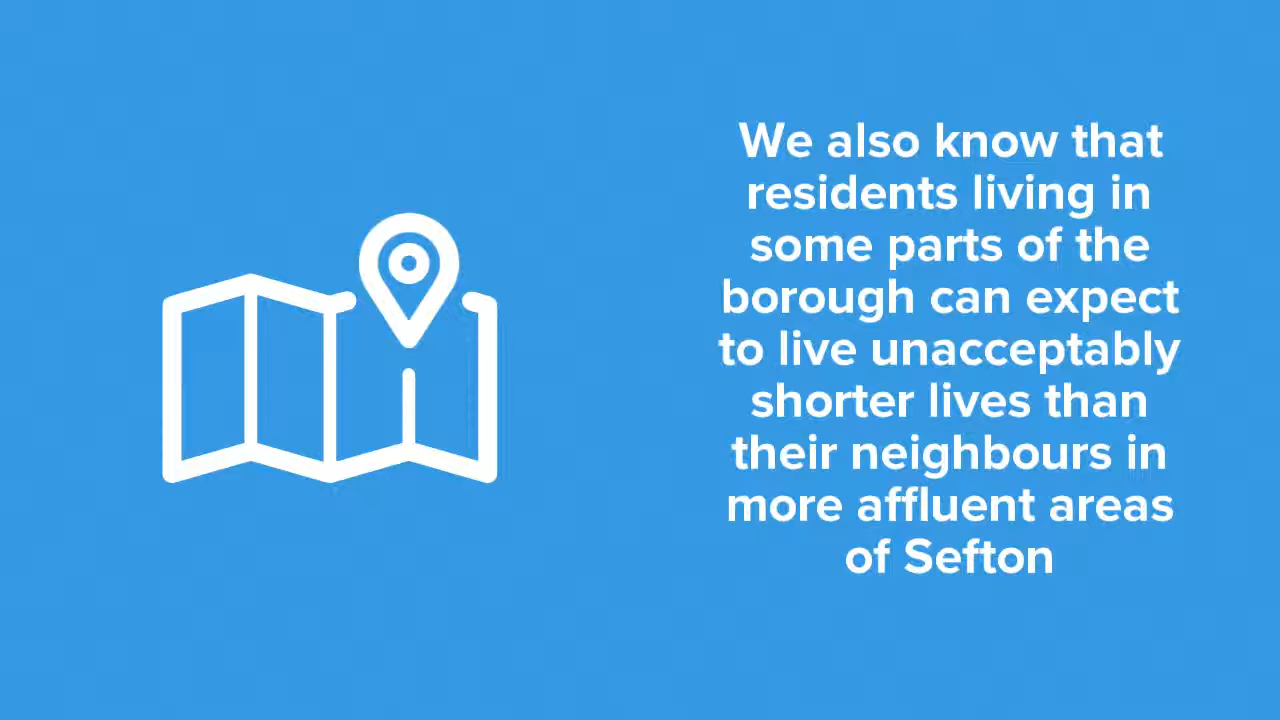 We also know that
residents living in
some parts of the
borough can expect
to live unacceptably
shorter lives than
their neighbours in
more affluent areas
of Sefton